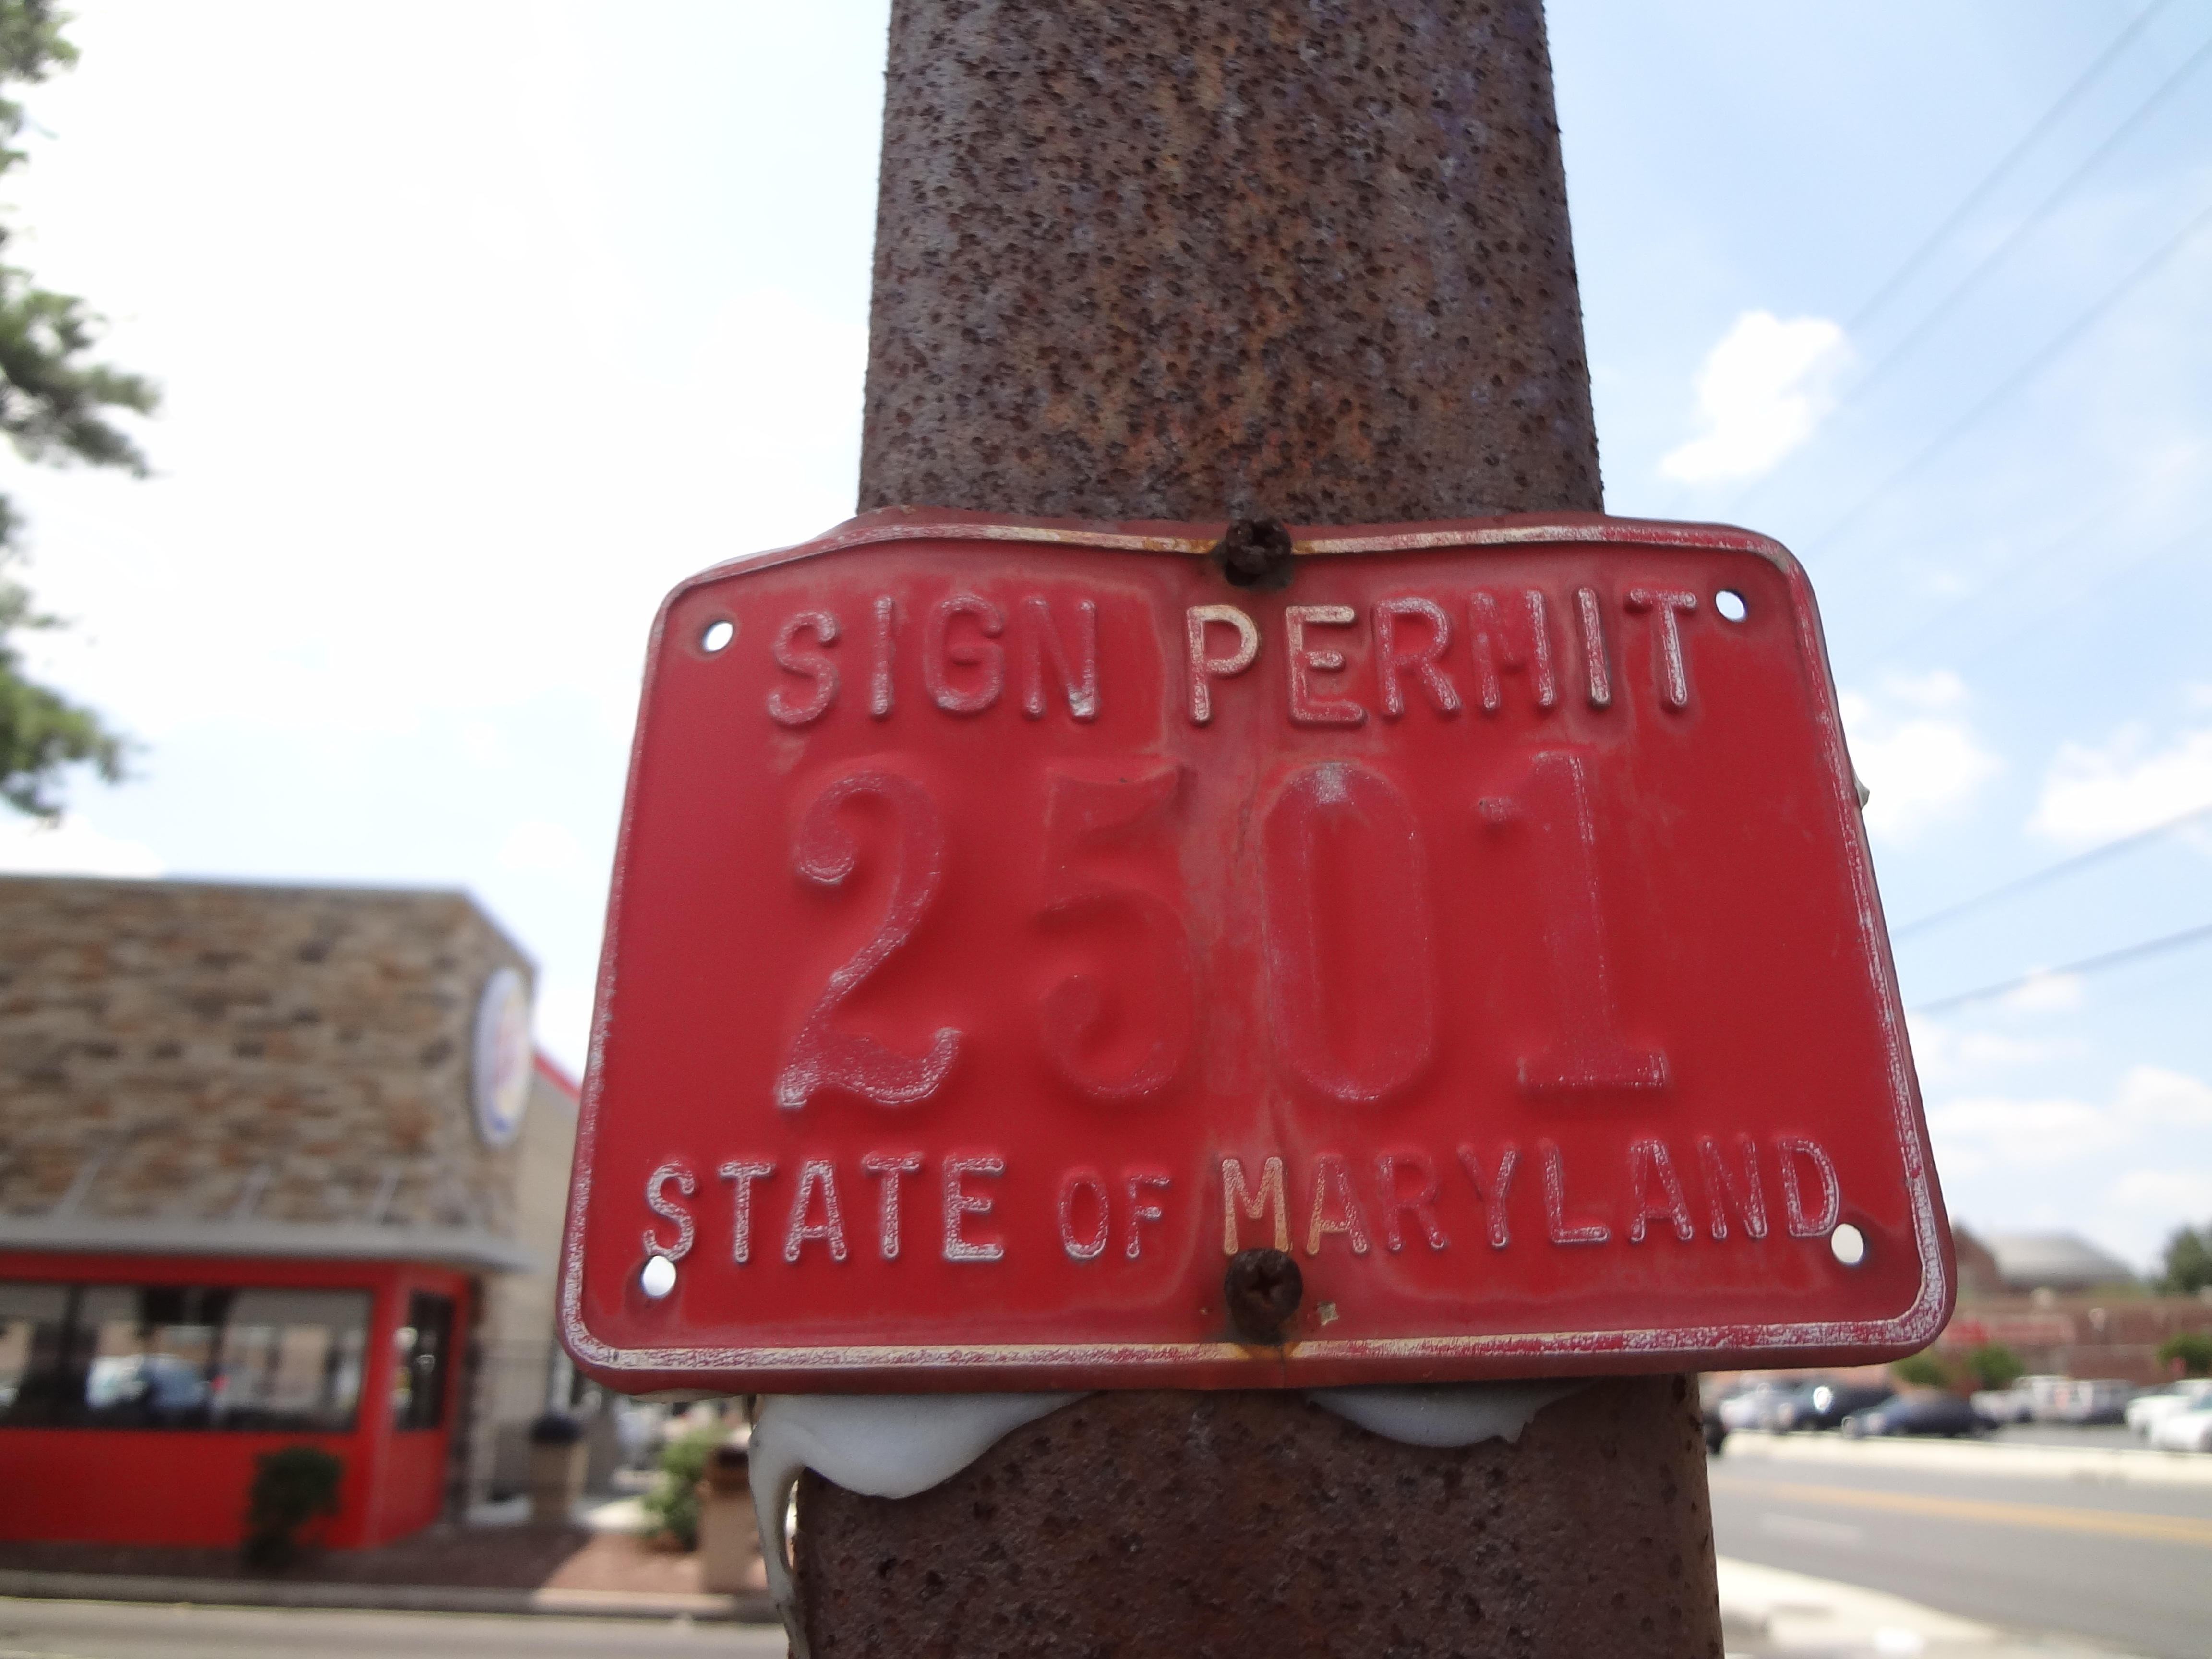 SIGN PERMIT
2501
STATE OF MARYLAND